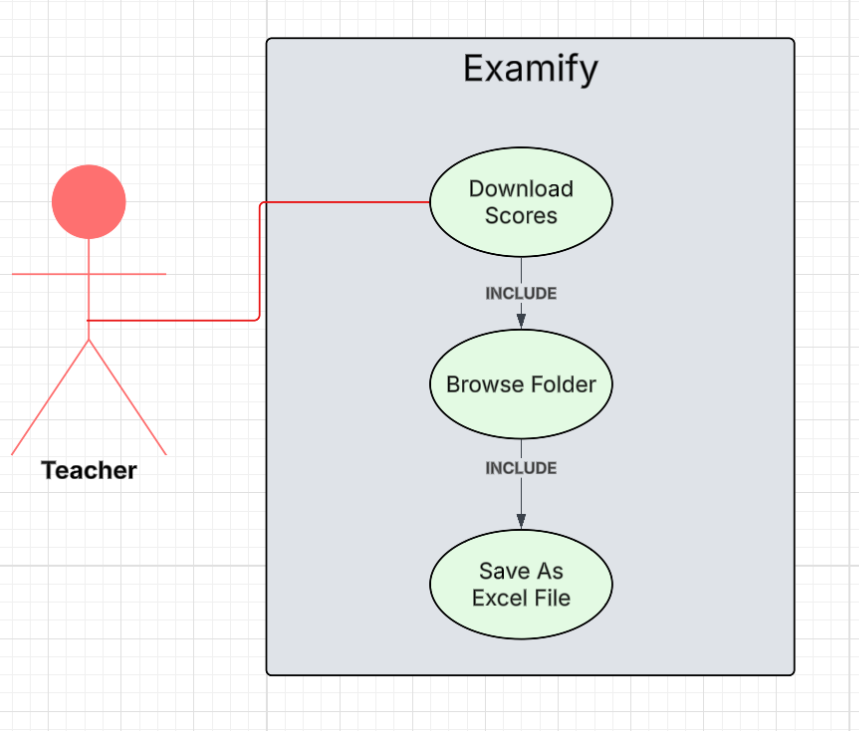 Examify
Download
Scores
INCLUDE
Browse Folder
INCLUDE
Teacher
Save As
Excel File